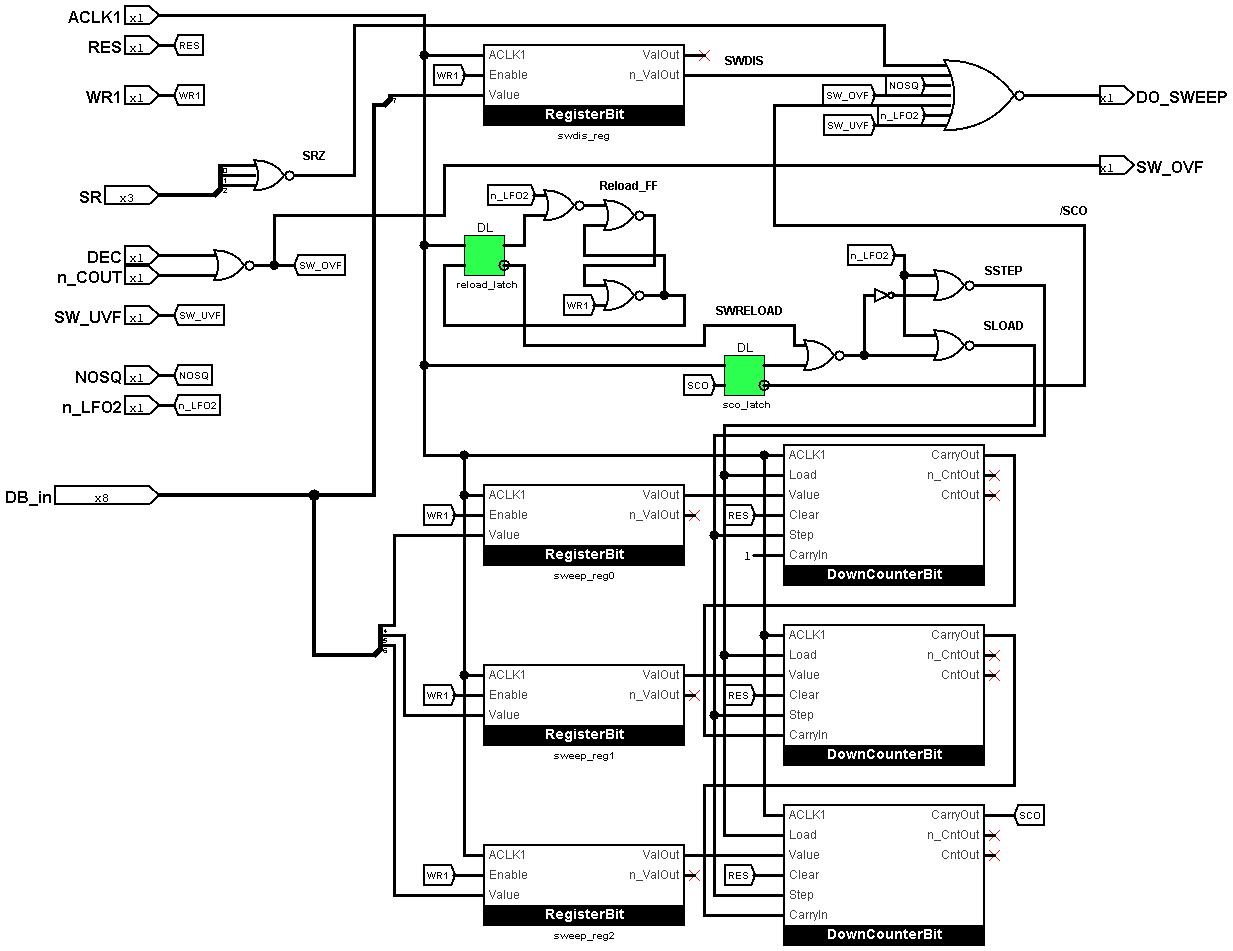 ACLK1 x1
RES x1 RES
WR1 x1 WR1
SR x3
0
1
2
SRZ
DEC x1
n_COUT x1
SW_OVF
SW_UVF x1 SW_UVF
NOSQ x1 NOSQ
n_LFO2 x1 n_LFO2
DB_in x8
7
WR1
ACLK1 ValOut
Enable n_ValOut
Value
RegisterBit
swdis_reg
SWDIS
NOSQ
SW_OVF
n_LFO2
SW_UVF
x1 DO_SWEEP
x1 SW_OVF
/SCO
n_LFO2
Reload_FF
DL
reload_latch
WR1
SWRELOAD
DL
SCO
sco_latch
n_LFO2
SSTEP
SLOAD
4
5
6
WR1
ACLK1 ValOut
Enable n_ValOut
Value
RegisterBit
sweep_reg0
RES
1
ACLK1 CarryOut
Load n_CntOut
Value CntOut
Clear
Step
CarryIn
DownCounterBit
WR1
ACLK1 ValOut
Enable n_ValOut
Value
RegisterBit
sweep_reg1
RES
ACLK1 CarryOut
Load n_CntOut
Value CntOut
Clear
Step
CarryIn
DownCounterBit
WR1
ACLK1 ValOut
Enable n_ValOut
Value
RegisterBit
sweep_reg2
RES
ACLK1 CarryOut
Load n_CntOut
Value CntOut
Clear
Step
CarryIn
DownCounterBit
SCO